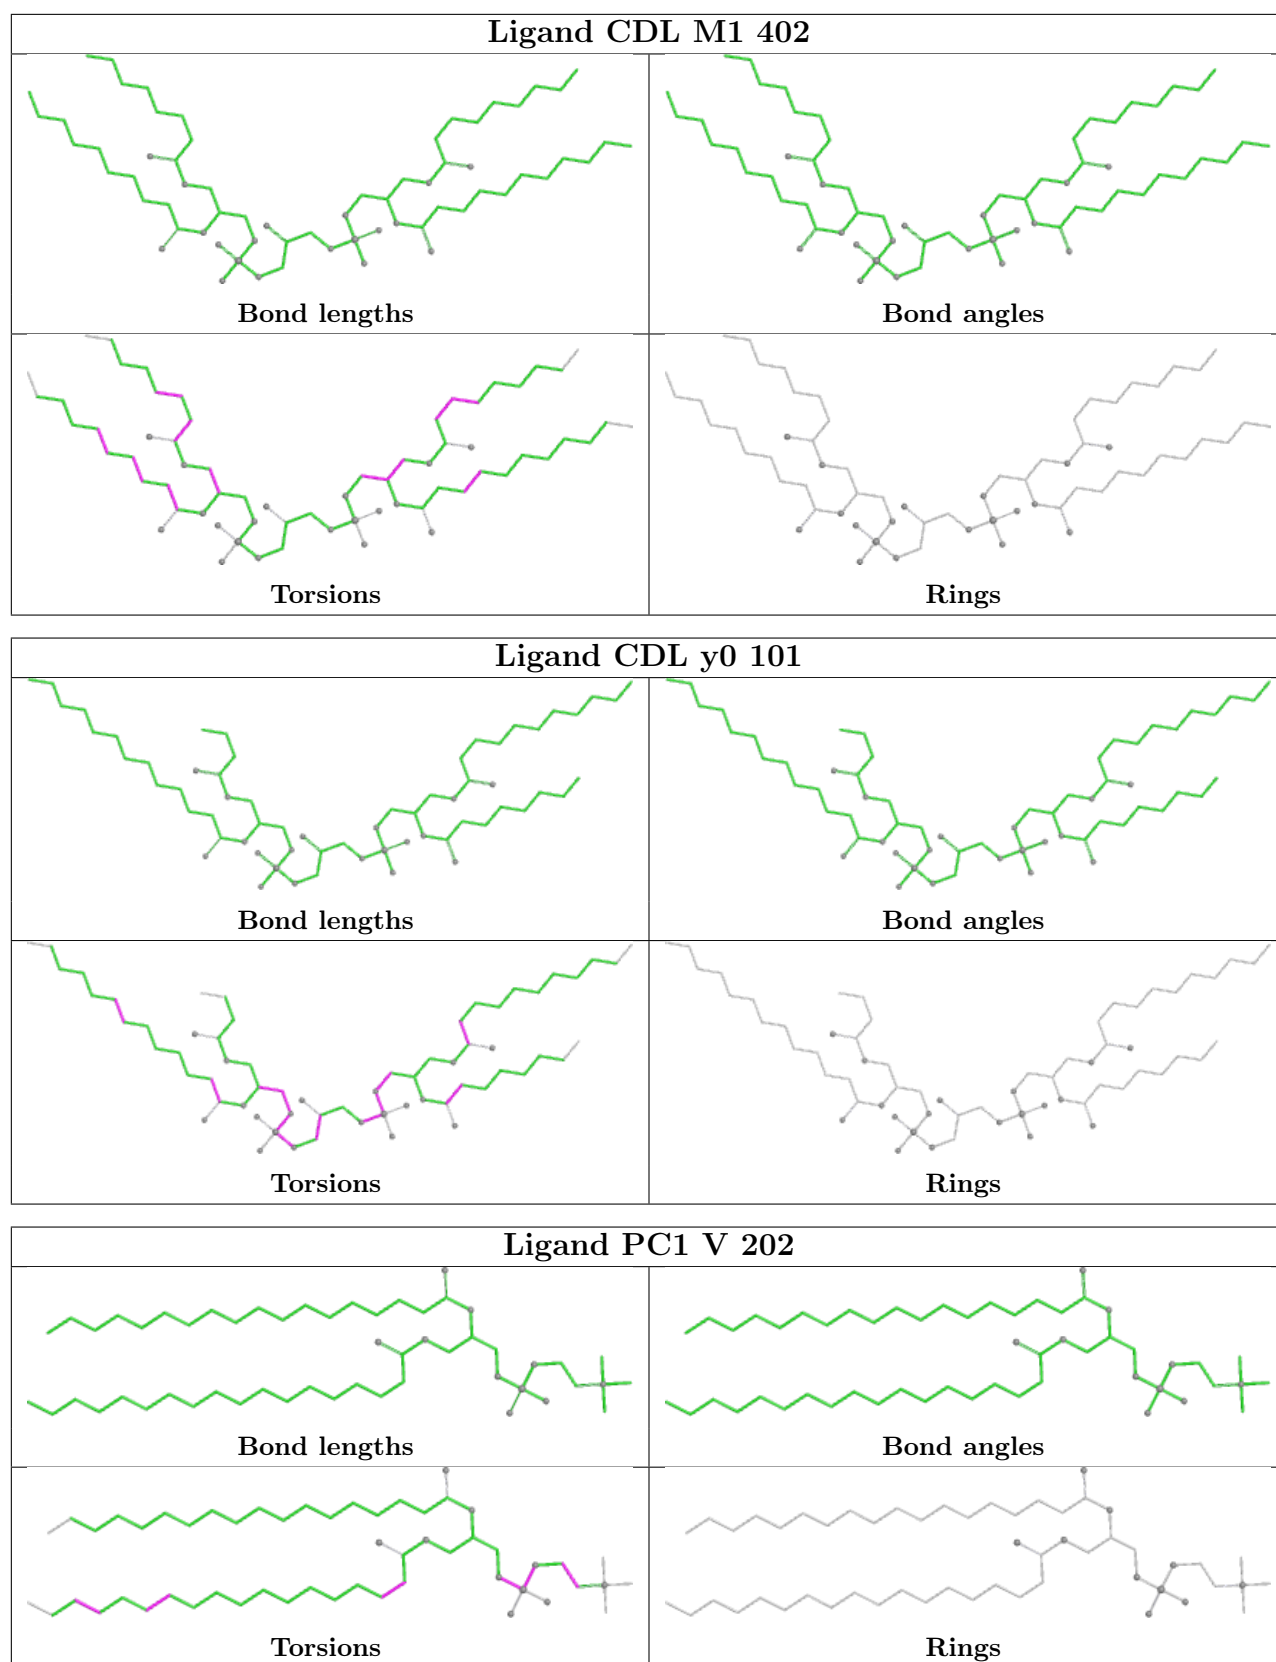 Ligand CDL M1 402
Bond lengths
Bond angles
Torsions
Rings
Ligand CDL y0 101
Bond lengths
Bond angles
Torsions
Rings
Ligand PC1 V 202
Bond lengths
Bond angles
Torsions
Rings